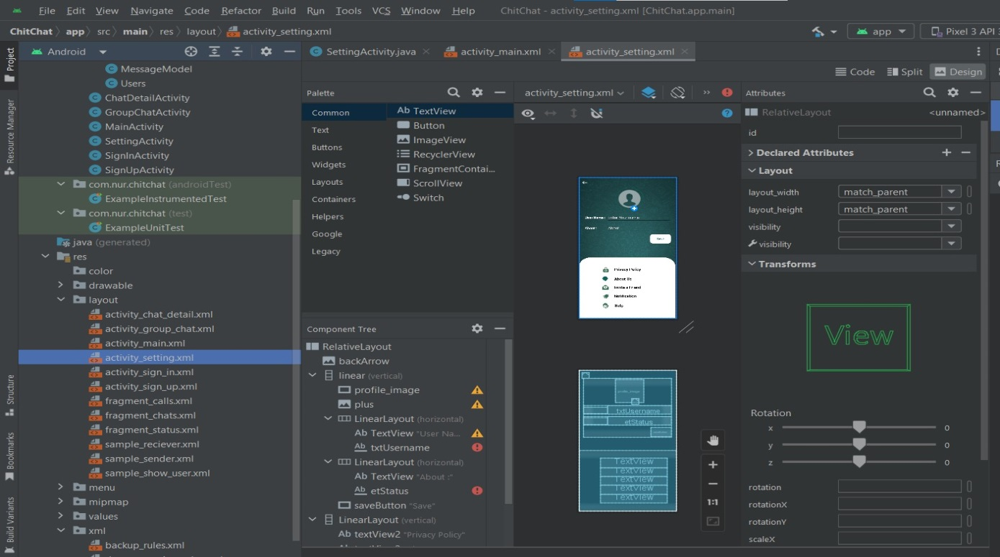 File Edit View Navigate Code Refactor Build Run Tools VCS Window Help ChitChat - activity_setting.xml [ChitChat.app.main]
ChitChat app src main res layout activity_setting.xml app Pixel 3 API
Project
Resource Manager
Structure
Bookmarks
Build Variants
Android
MessageModel
Users
ChatDetailActivity
GroupChatActivity
MainActivity
SettingActivity
SignInActivity
SignUpActivity
com.nur.chitchat (androidTest)
ExampleInstrumentedTest
com.nur.chitchat (test)
ExampleUnitTest
java (generated)
res
color
drawable
layout
activity_chat_detail.xml
activity_group_chat.xml
activity_main.xml
activity_setting.xml
activity_sign_in.xml
activity_sign_up.xml
fragment_calls.xml
fragment_chats.xml
fragment_status.xml
sample_reciever.xml
sample_sender.xml
sample_show_user.xml
menu
mipmap
values
xml
backup_rules.xml
SettingActivity.java activity_main.xml activity_setting.xml
Code Split Design
Palette
Common
Text
Buttons
Widgets
Layouts
Containers
Helpers
Google
Legacy
Ab TextView
Button
ImageView
RecyclerView
FragmentContai...
ScrollView
Switch
Component Tree
RelativeLayout
backArrow
linear (vertical)
profile_image
plus
LinearLayout (horizontal)
Ab TextView "User Na...
Ab txtUsername
LinearLayout (horizontal)
Ab TextView "About :"
Ab etStatus
saveButton "Save"
LinearLayout (vertical)
Ab textView2 "Privacy Policy"
activity_setting.xml
User Name: Enter Your name
About: About
Save
Privacy Policy
About Us
Invite a Friend
Notification
Help
profile_image
txtUsername
etStatus
TextView
TextView
TextView
TextView
TextView
1:1
Attributes
RelativeLayout <unnamed>
id
Declared Attributes
Layout
layout_width match_parent
layout_height match_parent
visibility
visibility
Transforms
View
Rotation
x 0
y 0
z 0
rotation
rotationX
rotationY
scaleX